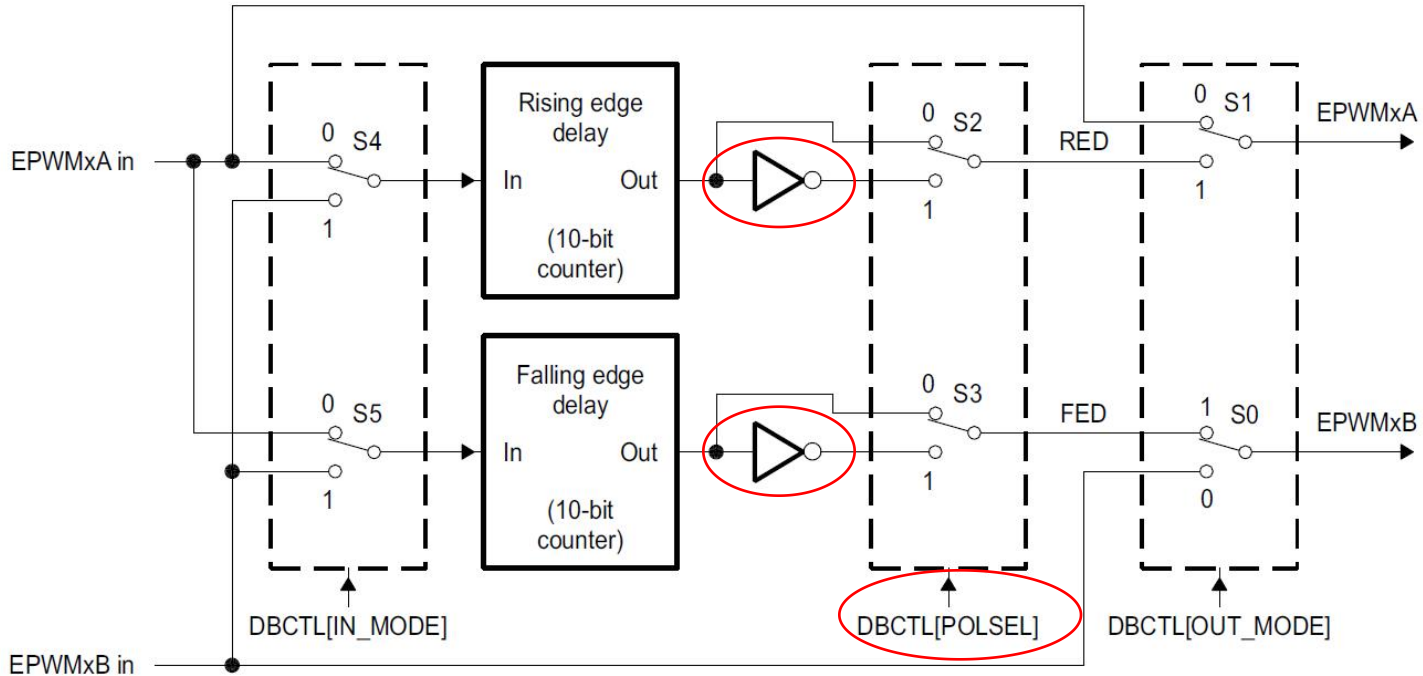 EPWMxA in
0
S4
1
Rising edge
delay
In
Out
(10-bit
counter)
0
S2
1
RED
0
S1
1
EPWMxA
0
S5
1
Falling edge
delay
In
Out
(10-bit
counter)
0
S3
1
FED
1
S0
0
EPWMxB
DBCTL[IN_MODE]
DBCTL[POLSEL]
DBCTL[OUT_MODE]
EPWMxB in